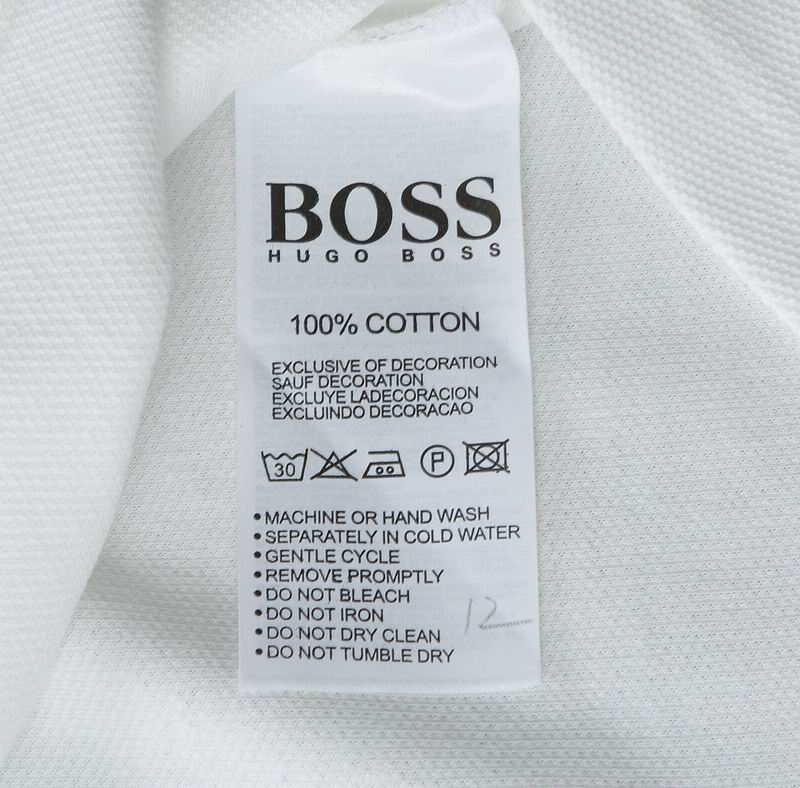 BOSS
HUGO BOSS
100% COTTON
EXCLUSIVE OF DECORATION
SAUF DECORATION
EXCLUYE LADECORACION
EXCLUINDO DECORACAO
30 P
• MACHINE OR HAND WASH
• SEPARATELY IN COLD WATER
• GENTLE CYCLE
• REMOVE PROMPTLY
• DO NOT BLEACH
• DO NOT IRON
• DO NOT DRY CLEAN
• DO NOT TUMBLE DRY
12